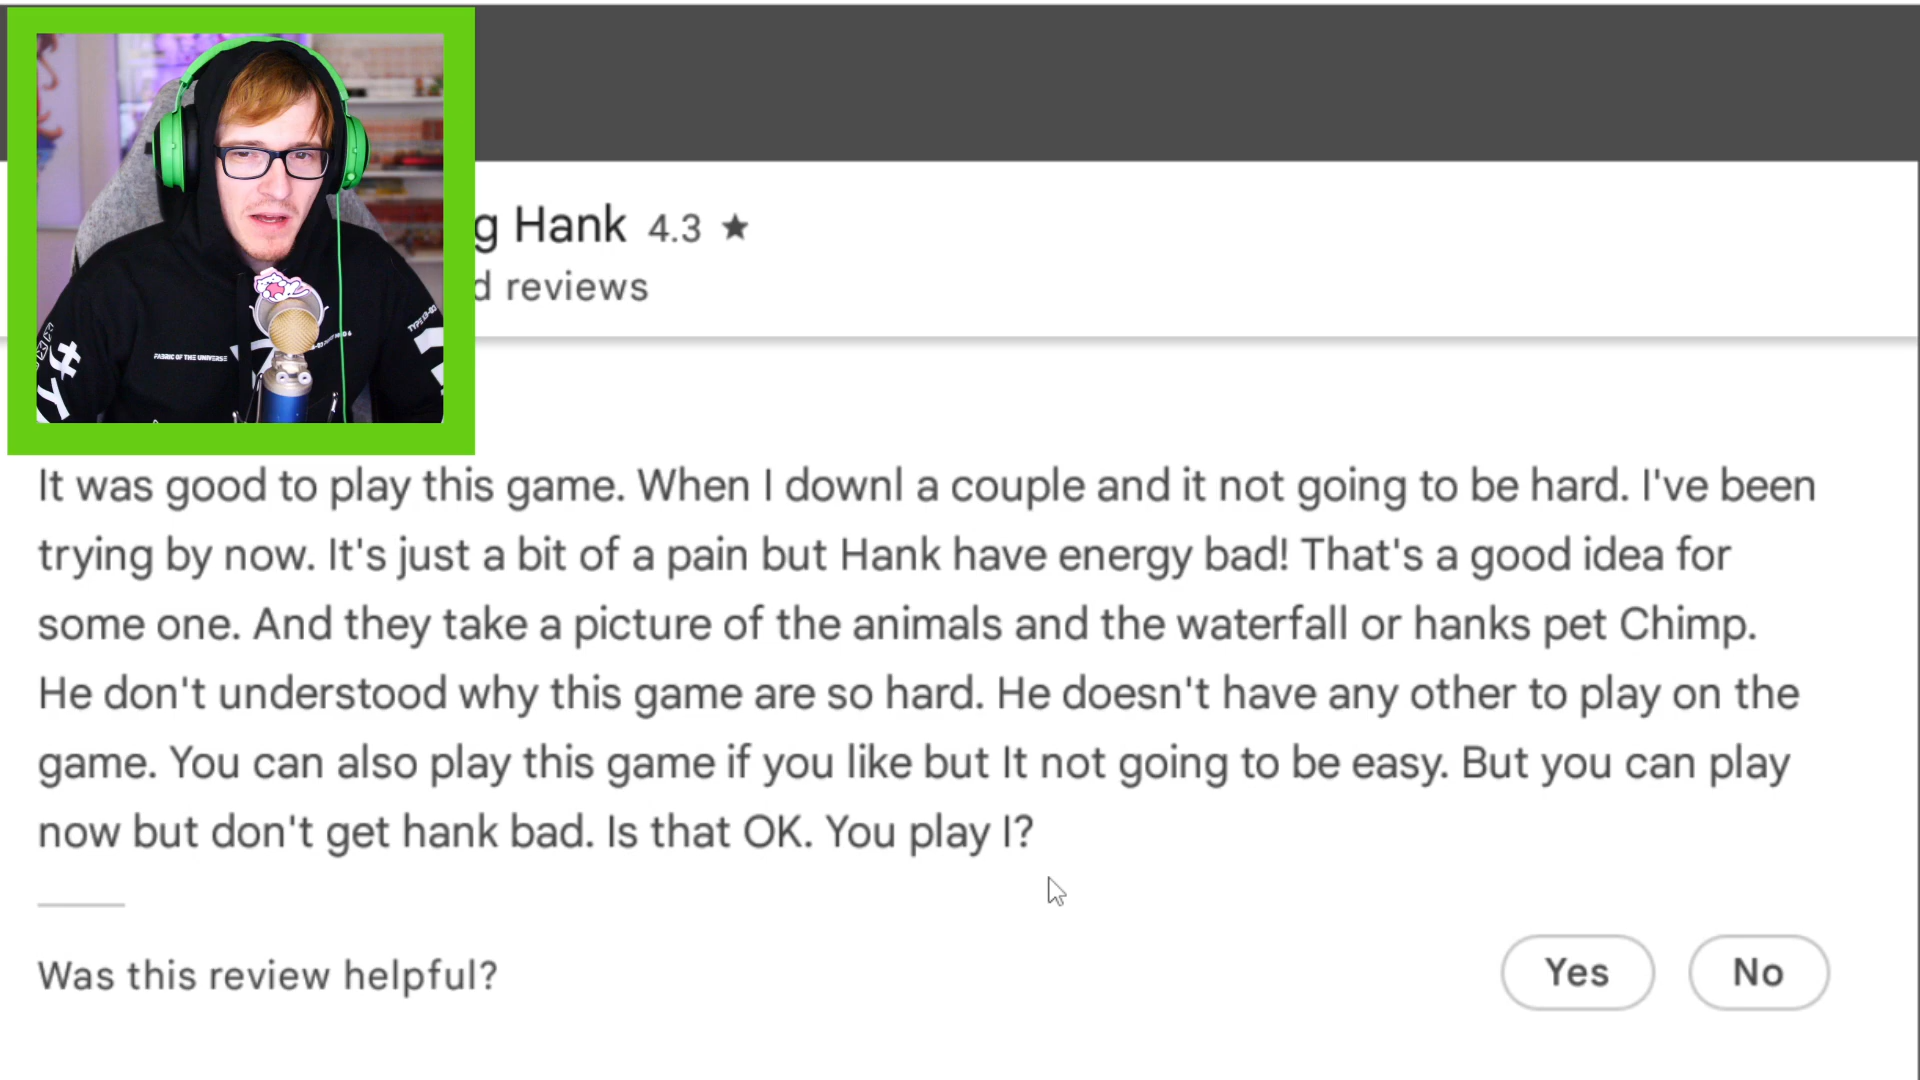 g Hank 4.3 ★
d reviews
FABRIC OF THE UNIVERSE
It was good to play this game. When I downl a couple and it not going to be hard. I've been
trying by now. It's just a bit of a pain but Hank have energy bad! That's a good idea for
some one. And they take a picture of the animals and the waterfall or hanks pet Chimp.
He don't understood why this game are so hard. He doesn't have any other to play on the
game. You can also play this game if you like but It not going to be easy. But you can play
now but don't get hank bad. Is that OK. You play I?
Was this review helpful?
Yes
No